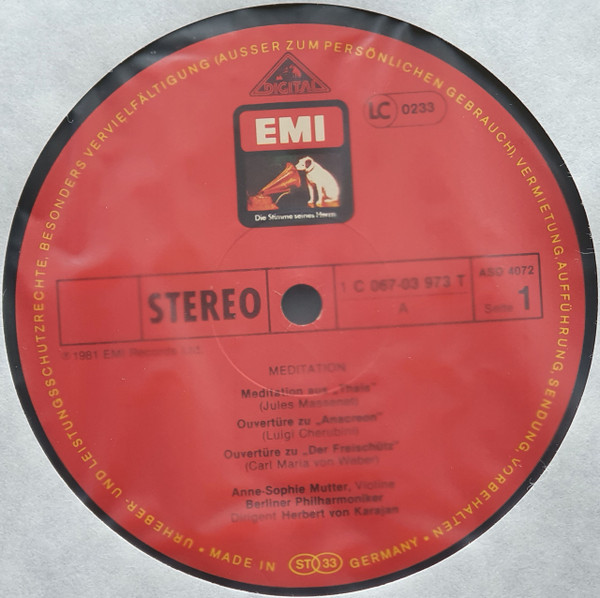 URHEBER- UND LEISTUNGSSCHUTZRECHTE, BESONDERS VERVIELFÄLTIGUNG (AUSSER ZUM PERSÖNLICHEN GEBRAUCH), VERMIETUNG, AUFFÜHRUNG, SENDUNG, VORBEHALTEN •
DIGITAL
LC 0233
EMI
Die Stimme seines Herrn
STEREO
1 C 067-03 973 T
A
ASD 4072
Seite 1
℗ 1981 EMI Records Ltd.
MEDITATION
Meditation aus „Thaïs“
(Jules Massenet)
Ouvertüre zu „Anacreon“
(Luigi Cherubini)
Ouvertüre zu „Der Freischütz“
(Carl Maria von Weber)
Anne-Sophie Mutter, Violine
Berliner Philharmoniker
Dirigent Herbert von Karajan
• MADE IN ST 33 GERMANY •